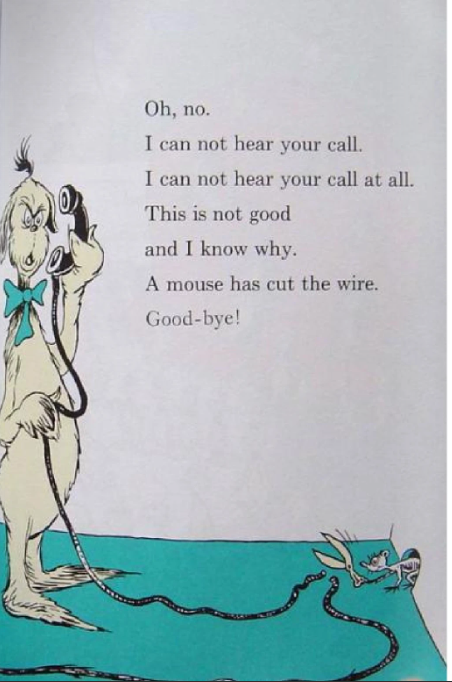 Oh, no.
I can not hear your call.
I can not hear your call at all.
This is not good
and I know why.
A mouse has cut the wire.
Good-bye!